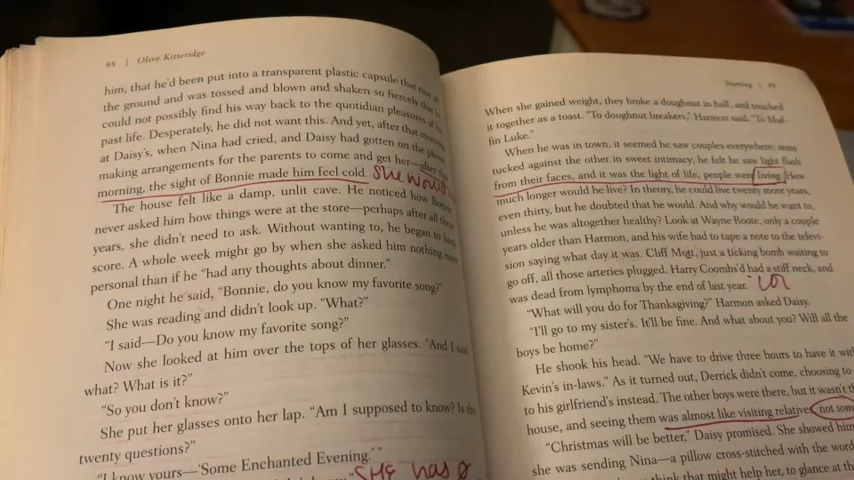 98 | Olive Kitteridge
him, that he'd been put into a transparent plastic capsule that rose off
the ground and was tossed and blown and shaken so fiercely that he
could not possibly find his way back to the quotidian pleasures of his
past life. Desperately, he did not want this. And yet, after that morning
at Daisy's, when Nina had cried, and Daisy had gotten on the phone
making arrangements for the parents to come and get her—after that
morning, the sight of Bonnie made him feel cold. She
The house felt like a damp, unlit cave. He noticed how Bonnie
never asked him how things were at the store—perhaps after all these
years, she didn't need to ask. Without wanting to, he began to keep
score. A whole week might go by when she asked him nothing more
personal than if he "had any thoughts about dinner."
One night he said, "Bonnie, do you know my favorite song?"
She was reading and didn't look up. "What?"
"I said—Do you know my favorite song?"
Now she looked at him over the tops of her glasses. "And I said,
what? What is it?"
"So you don't know?"
She put her glasses onto her lap. "Am I supposed to know? Is this
twenty questions?"
"I know yours—'Some Enchanted Evening.'"
SHE has a
Starving | 99
When she gained weight, they broke a doughnut in half, and touched
it together as a toast. "To doughnut breakers," Harmon said. "To Muf-
fin Luke."
When he was in town, it seemed he saw couples everywhere; arms
tucked against the other in sweet intimacy; he felt he saw light flash
from their faces, and it was the light of life, people were living. How
much longer would he live? In theory, he could live twenty more years,
even thirty, but he doubted that he would. And why would he want to,
unless he was altogether healthy? Look at Wayne Roote, only a couple
years older than Harmon, and his wife had to tape a note to the televi-
sion saying what day it was. Cliff Mott, just a ticking bomb waiting to
go off, all those arteries plugged. Harry Coombs'd had a stiff neck, and
was dead from lymphoma by the end of last year. lol
"What will you do for Thanksgiving?" Harmon asked Daisy.
"I'll go to my sister's. It'll be fine. And what about you? Will all the
boys be home?"
He shook his head. "We have to drive three hours to have it with
Kevin's in-laws." As it turned out, Derrick didn't come, choosing to
to his girlfriend's instead. The other boys were there, but it wasn't
house, and seeing them was almost like visiting relatives, not
"Christmas will be better," Daisy promised. She showed him
she was sending Nina—a pillow cross-stitched with the word
think that might help her, to glance at